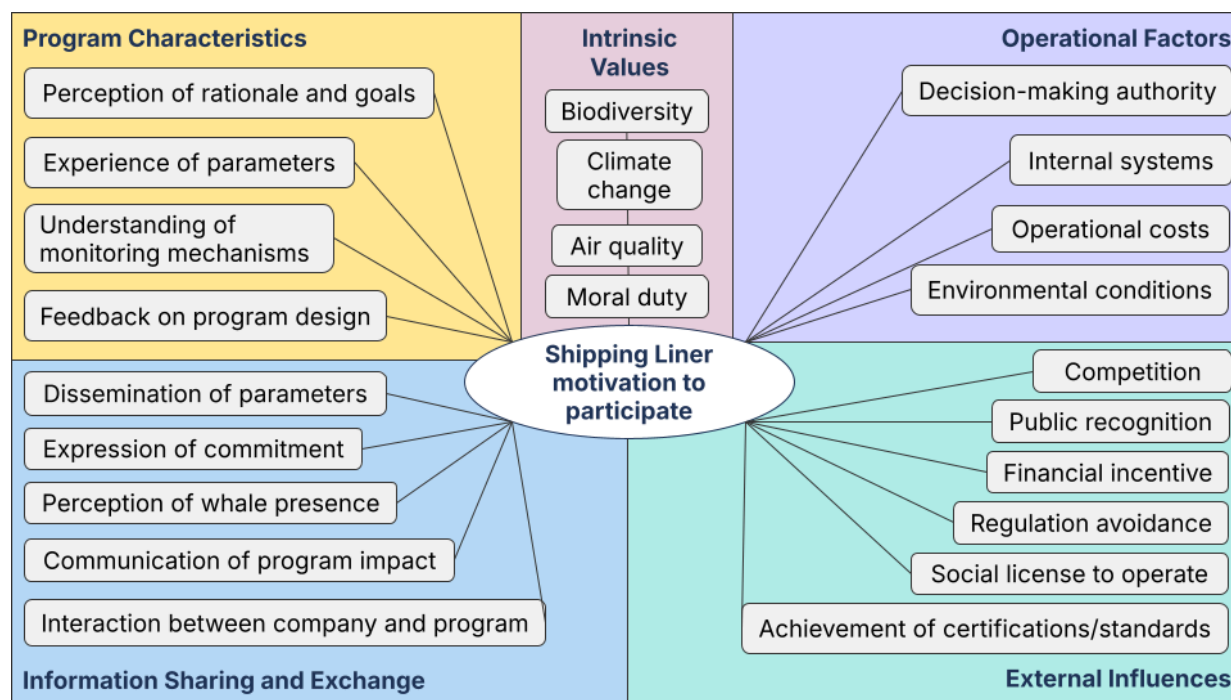 Program Characteristics
Perception of rationale and goals
Experience of parameters
Understanding of
monitoring mechanisms
Feedback on program design
Intrinsic
Values
Biodiversity
Climate
change
Air quality
Moral duty
Operational Factors
Decision-making authority
Internal systems
Operational costs
Environmental conditions
Shipping Liner
motivation to
participate
Dissemination of parameters
Expression of commitment
Perception of whale presence
Communication of program impact
Interaction between company and program
Information Sharing and Exchange
Competition
Public recognition
Financial incentive
Regulation avoidance
Social license to operate
Achievement of certifications/standards
External Influences